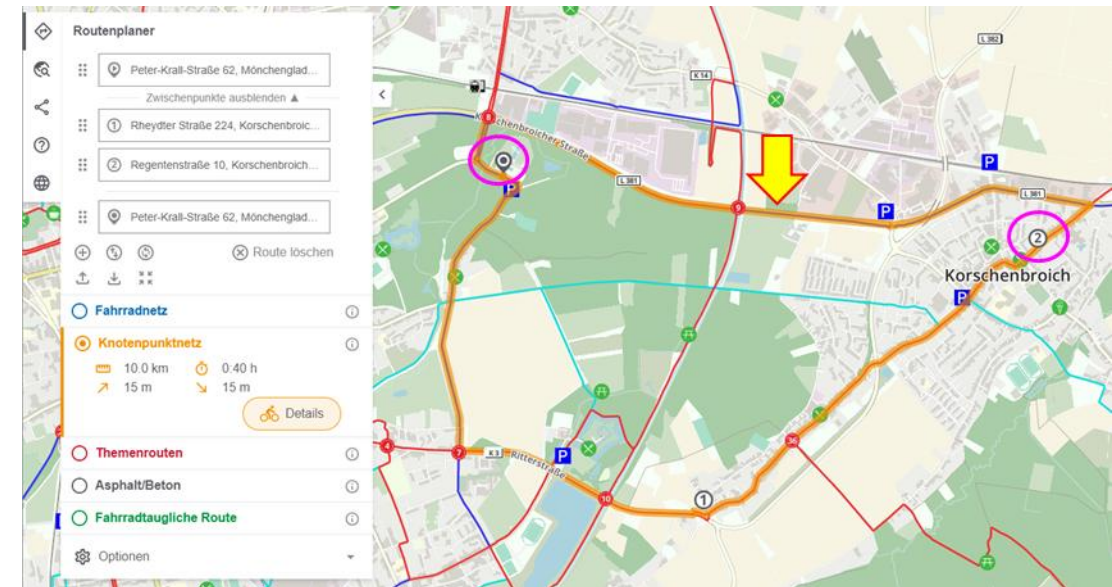 Routenplaner
Peter-Krall-Straße 62, Mönchenglad...
Zwischenpunkte ausblenden ▲
1 Rheydter Straße 224, Korschenbroic...
2 Regentenstraße 10, Korschenbroich...
Peter-Krall-Straße 62, Mönchenglad...
Route löschen
Fahrradnetz
Knotenpunktnetz
10.0 km 0:40 h
15 m 15 m
Details
Themenrouten
Asphalt/Beton
Fahrradtaugliche Route
Optionen
L 382
K 14
8
chenbroicher Straße
P
L 381
L 381
9
P
2
P
Korschenbroich
P
36
4
7
K 3
Ritterstraße
P
10
1